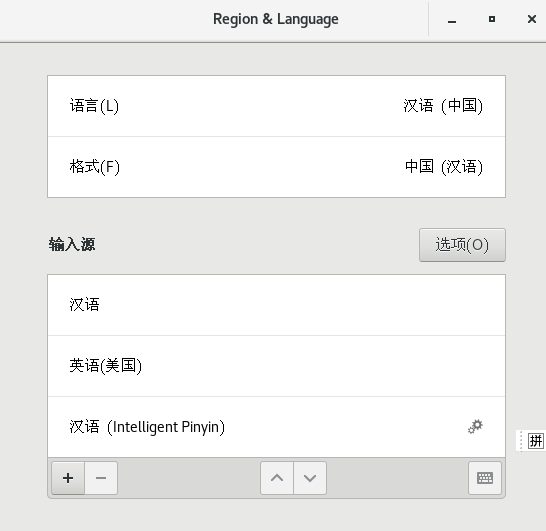 Region & Language
语言(L) 汉语 (中国)
格式(F) 中国 (汉语)
输入源 选项(O)
汉语
英语(美国)
汉语 (Intelligent Pinyin)
拼